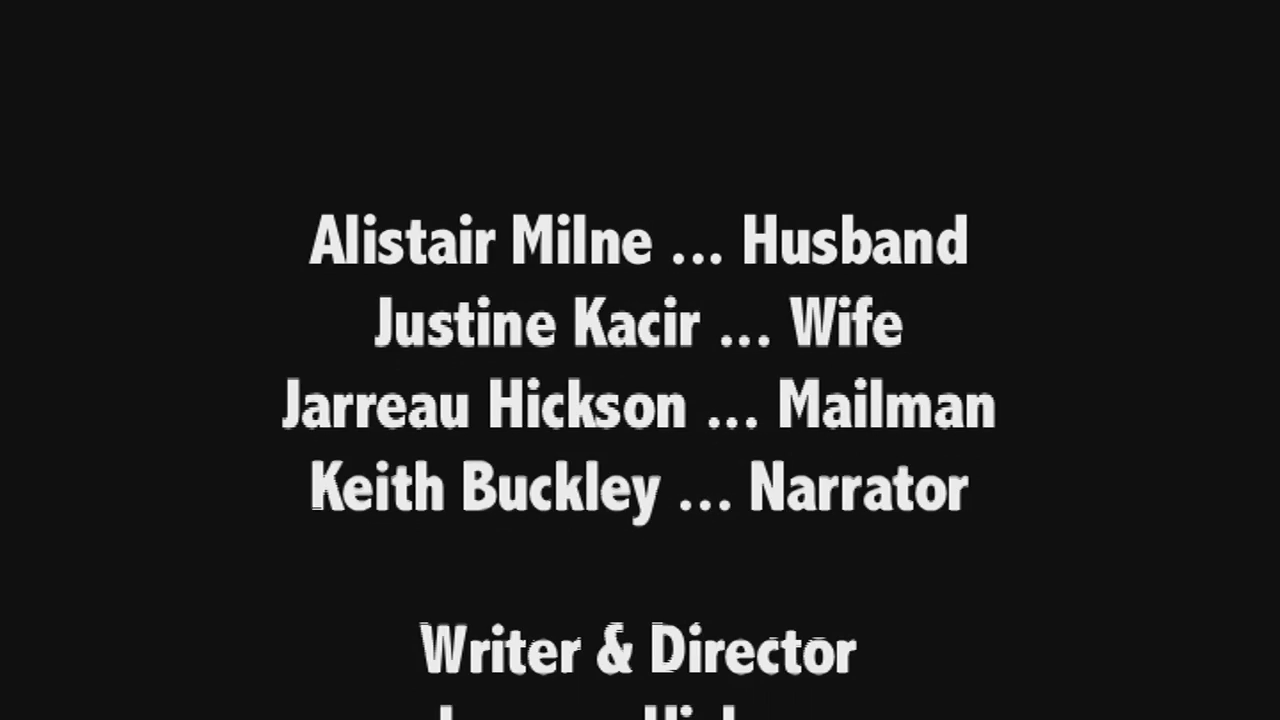 Alistair Milne ... Husband
Justine Kacir ... Wife
Jarreau Hickson ... Mailman
Keith Buckley ... Narrator
Writer & Director